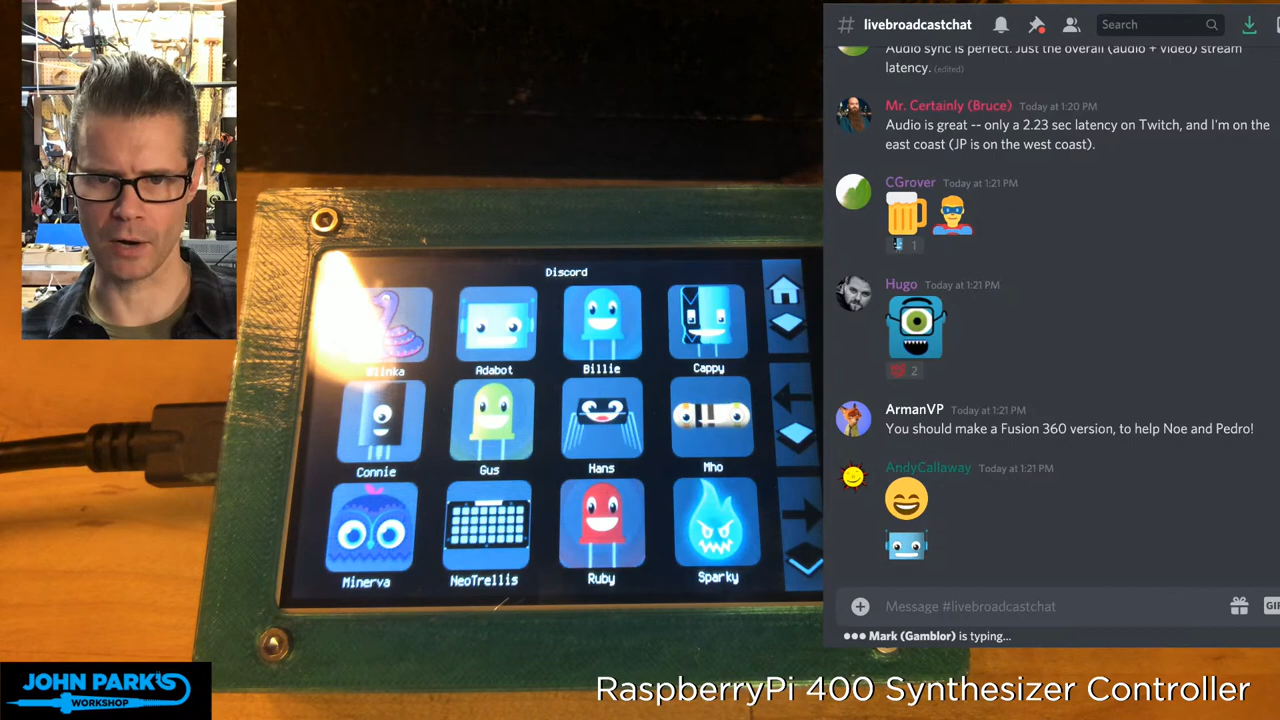 # livebroadcastchat
Search
Audio sync is perfect. Just the overall (audio + video) stream
latency. (edited)
Mr. Certainly (Bruce) Today at 1:20 PM
Audio is great -- only a 2.23 sec latency on Twitch, and I'm on the
east coast (JP is on the west coast).
CGrover Today at 1:21 PM
1
Hugo Today at 1:21 PM
2
ArmanVP Today at 1:21 PM
You should make a Fusion 360 version, to help Noe and Pedro!
AndyCallaway Today at 1:21 PM
Message #livebroadcastchat
GIF
Mark (Gamblor) is typing...
Discord
Blinka Adabot Billie Cappy
Connie Gus Hans Mho
Minerva NeoTrellis Ruby Sparky
JOHN PARK'S
WORKSHOP
RaspberryPi 400 Synthesizer Controller